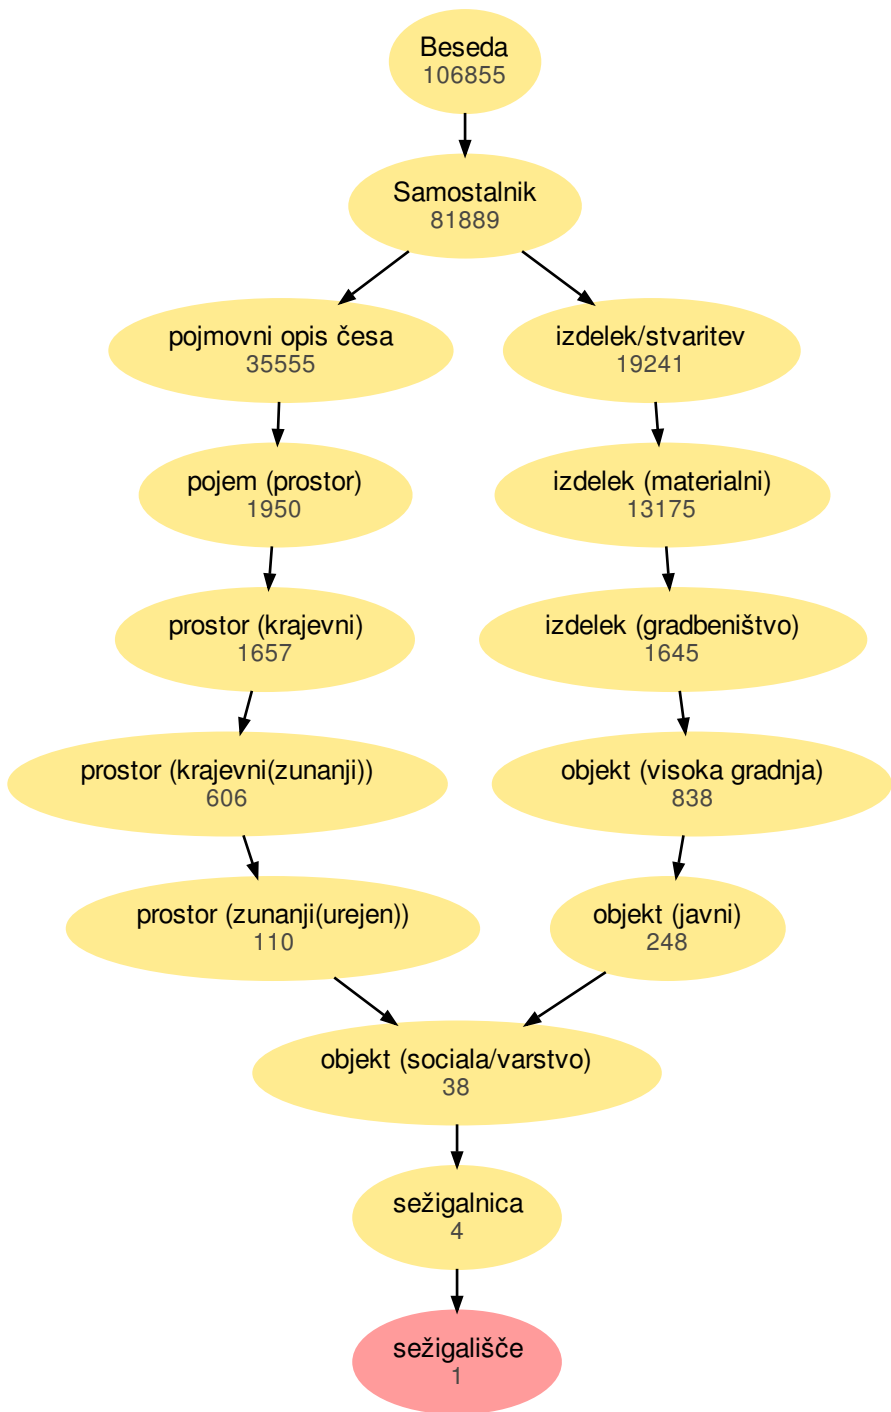 Beseda
106855
Samostalnik
81889
pojmovni opis česa
35555
izdelek/stvaritev
19241
pojem (prostor)
1950
izdelek (materialni)
13175
prostor (krajevni)
1657
izdelek (gradbeništvo)
1645
prostor (krajevni(zunanji))
606
objekt (visoka gradnja)
838
prostor (zunanji(urejen))
110
objekt (javni)
248
objekt (sociala/varstvo)
38
sežigalnica
4
sežigališče
1